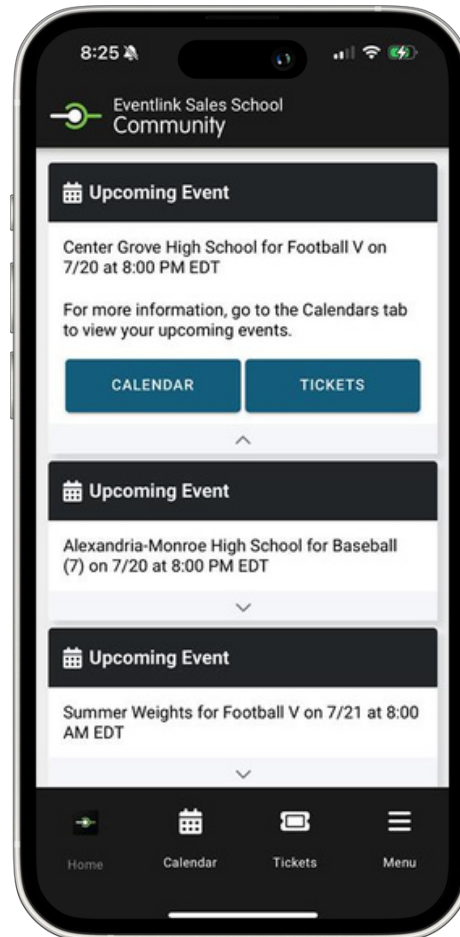 8:25
Eventlink Sales School
Community
Upcoming Event
Center Grove High School for Football V on
7/20 at 8:00 PM EDT
For more information, go to the Calendars tab
to view your upcoming events.
CALENDAR
TICKETS
Upcoming Event
Alexandria-Monroe High School for Baseball
(7) on 7/20 at 8:00 PM EDT
Upcoming Event
Summer Weights for Football V on 7/21 at 8:00
AM EDT
Home
Calendar
Tickets
Menu